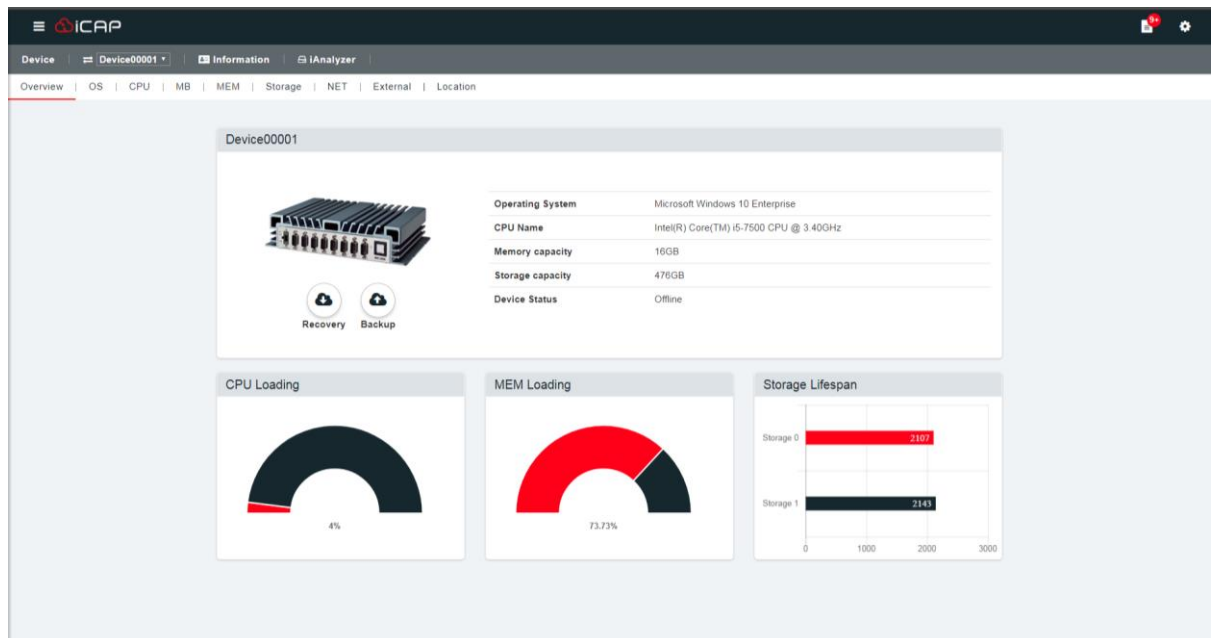 iCAP
9+
Device | Device00001 | Information | iAnalyzer |
Overview | OS | CPU | MB | MEM | Storage | NET | External | Location
Device00001
Operating System Microsoft Windows 10 Enterprise
CPU Name Intel(R) Core(TM) i5-7500 CPU @ 3.40GHz
Memory capacity 16GB
Storage capacity 476GB
Device Status Offline
Recovery Backup
CPU Loading
4%
MEM Loading
73.73%
Storage Lifespan
Storage 0 2107
Storage 1 2143
0 1000 2000 3000